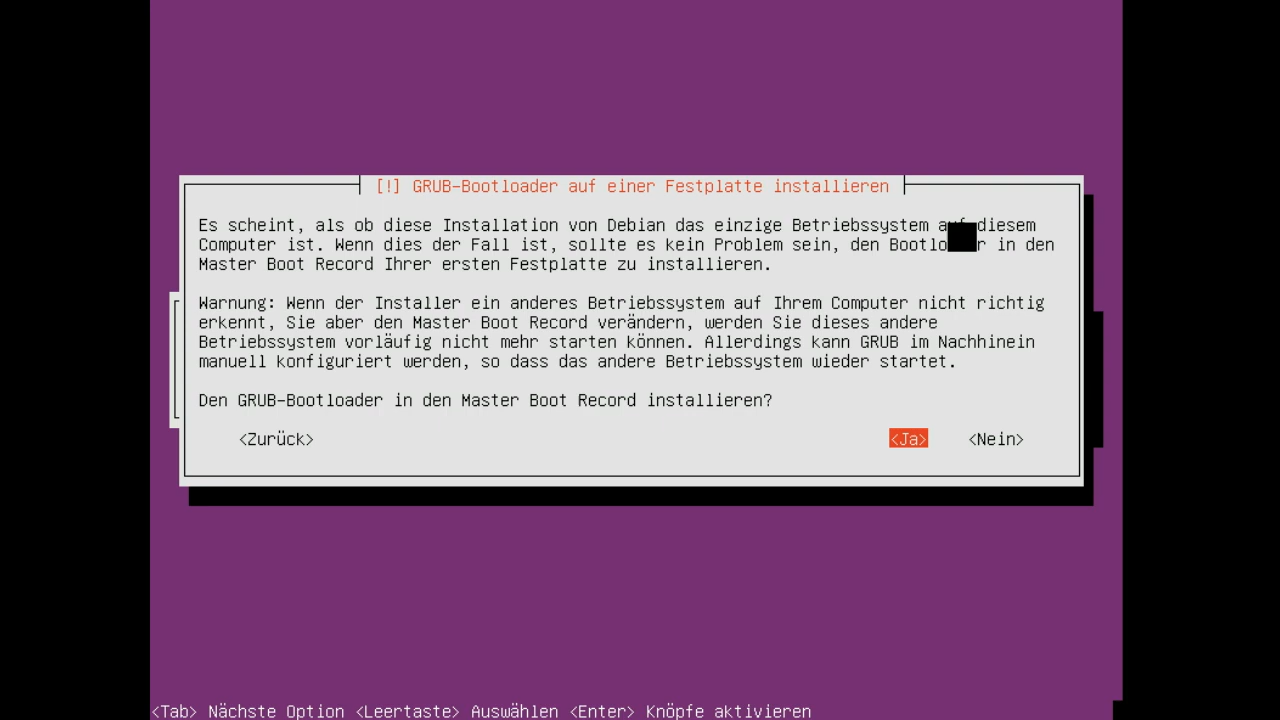 [!] GRUB-Bootloader auf einer Festplatte installieren
Es scheint, als ob diese Installation von Debian das einzige Betriebssystem auf diesem
Computer ist. Wenn dies der Fall ist, sollte es kein Problem sein, den in den
Master Boot Record Ihrer ersten Festplatte zu installieren.
Warnung: Wenn der Installer ein anderes Betriebssystem auf Ihrem Computer nicht richtig
erkennt, Sie aber den Master Boot Record verändern, werden Sie dieses andere
Betriebssystem vorläufig nicht mehr starten können. Allerdings kann GRUB im Nachhinein
manuell konfiguriert werden, so dass das andere Betriebssystem wieder startet.
Den GRUB-Bootloader in den Master Boot Record installieren?
<Zurück> <Ja> <Nein>
<Tab> Nächste Option <Leertaste> Auswählen <Enter> Knöpfe aktivieren